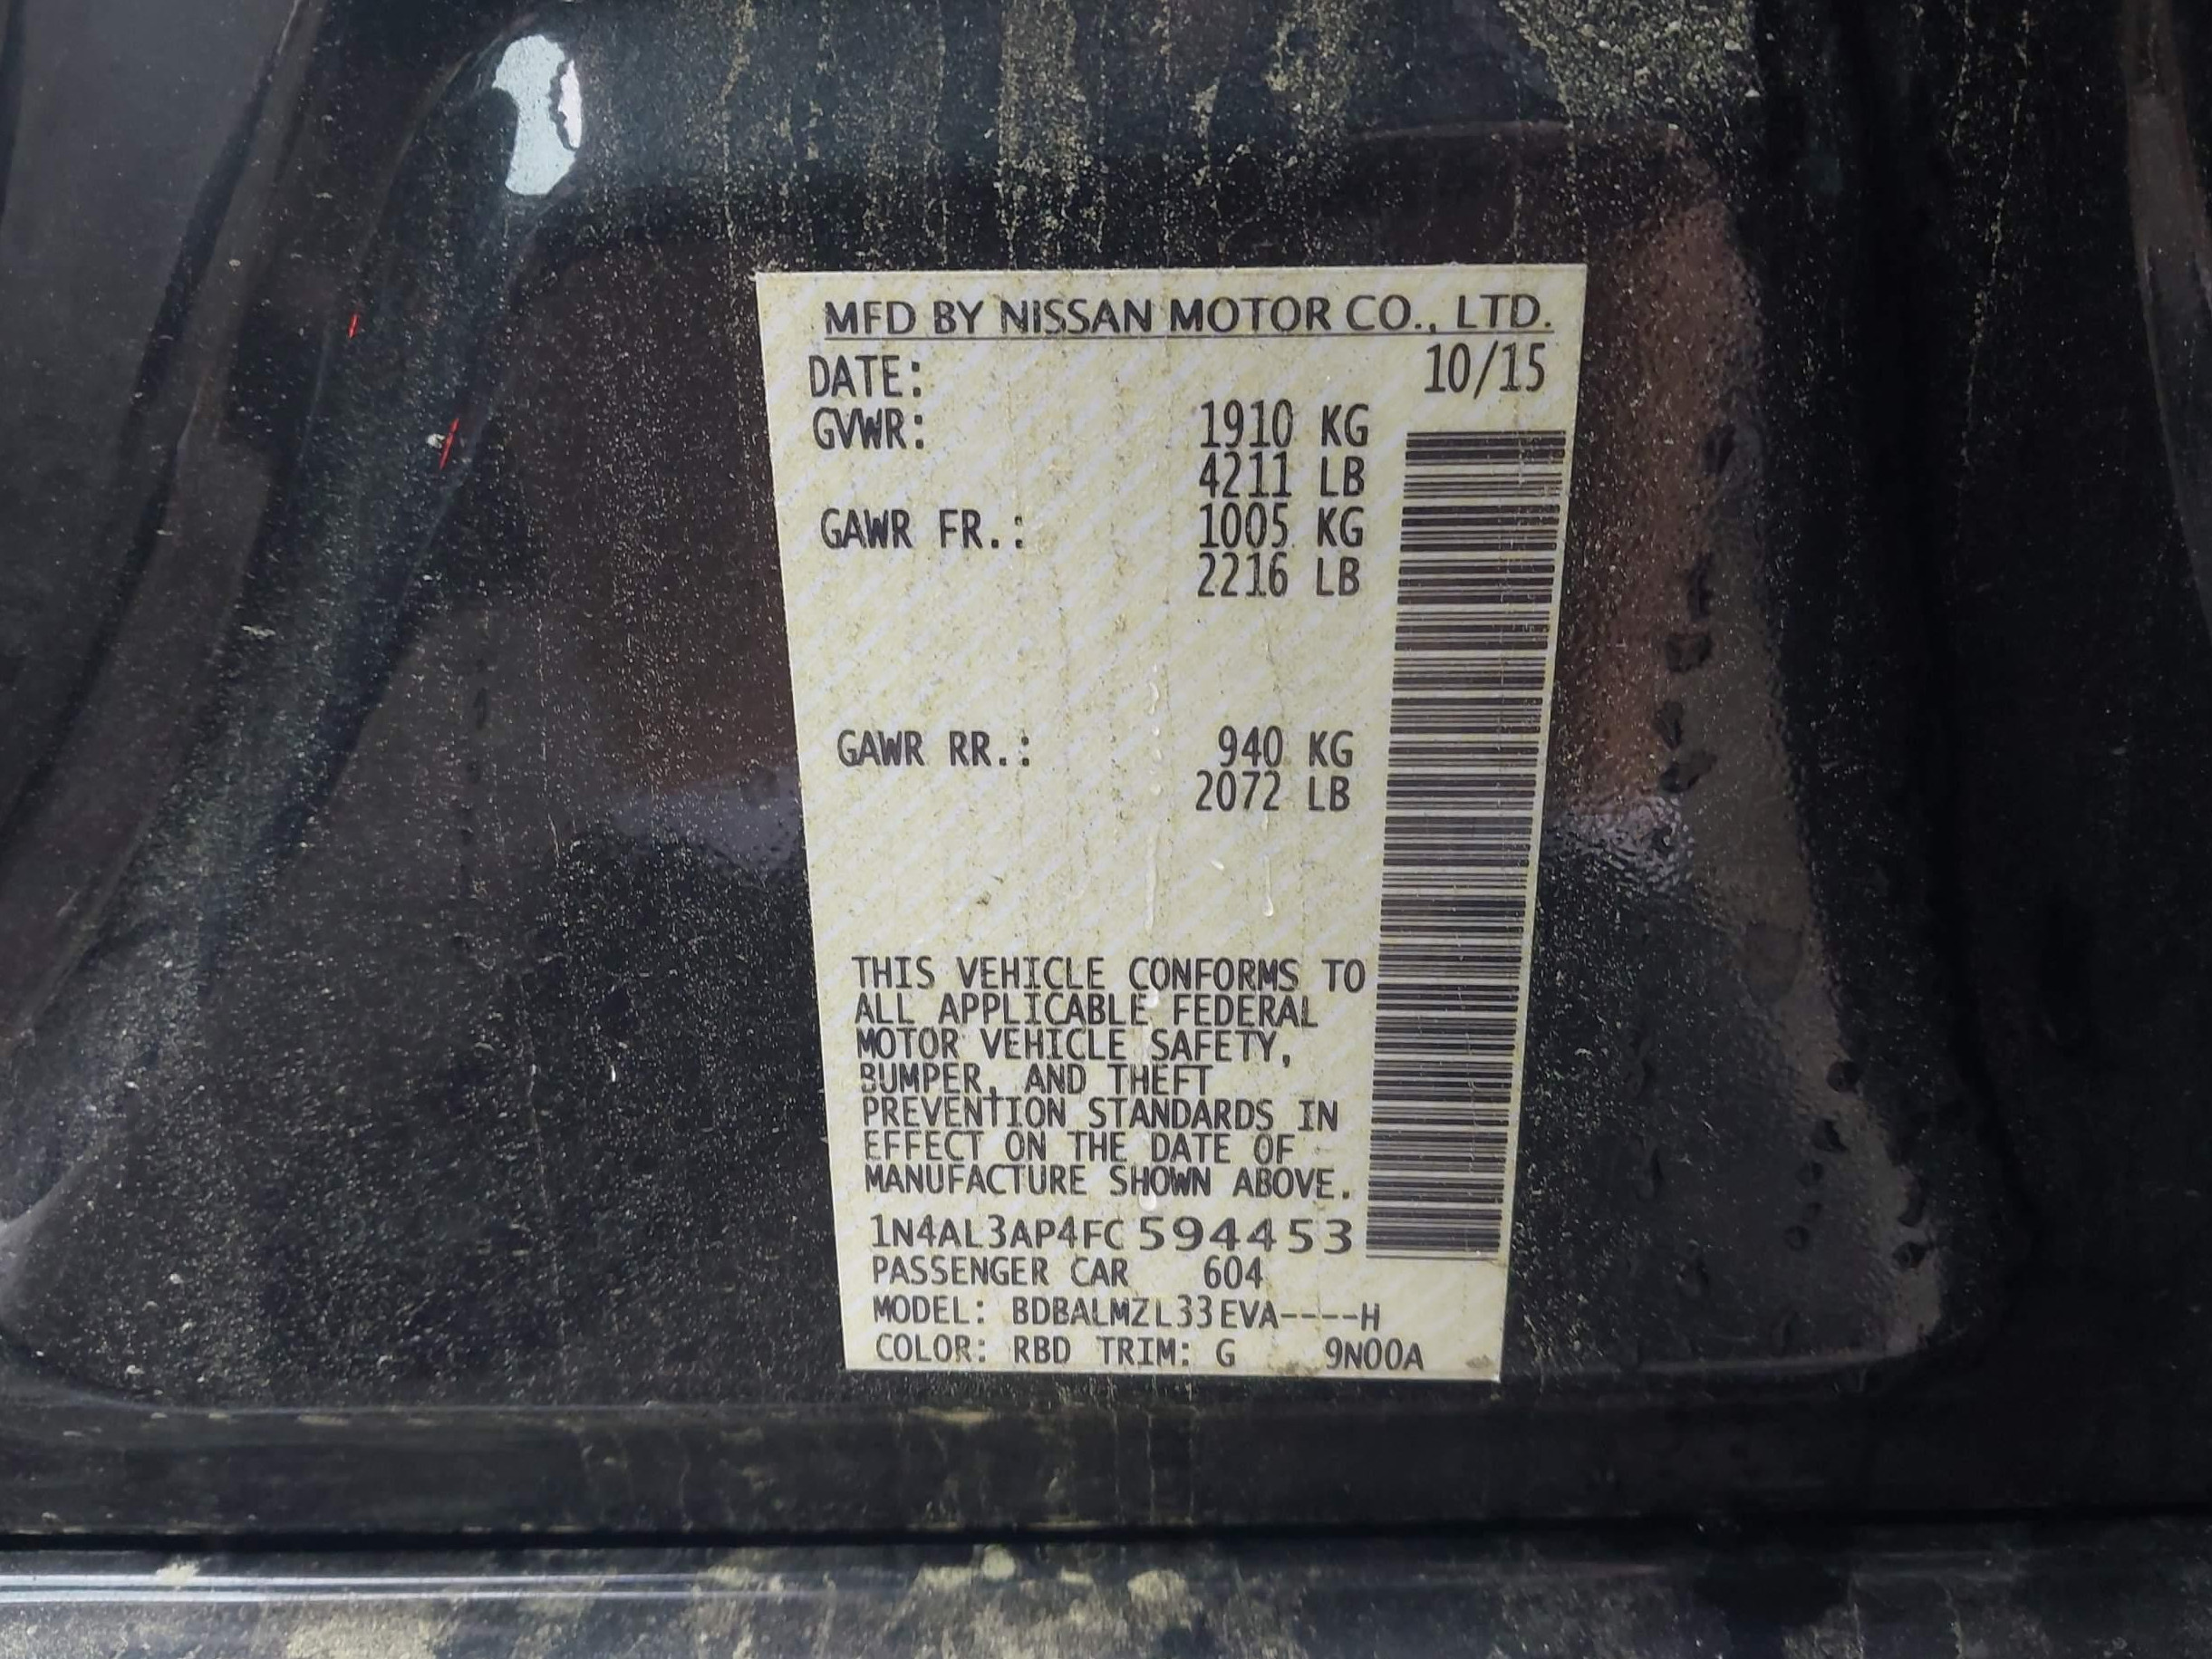 MFD BY NISSAN MOTOR CO., LTD.
DATE: 10/15
GVWR: 1910 KG
4211 LB
GAWR FR.: 1005 KG
2216 LB
GAWR RR.: 940 KG
2072 LB
THIS VEHICLE CONFORMS TO
ALL APPLICABLE FEDERAL
MOTOR VEHICLE SAFETY,
BUMPER, AND THEFT
PREVENTION STANDARDS IN
EFFECT ON THE DATE OF
MANUFACTURE SHOWN ABOVE.
1N4AL3AP4FC594453
PASSENGER CAR 604
MODEL: BDBALMZL33EVA----H
COLOR: RBD TRIM: G 9N00A